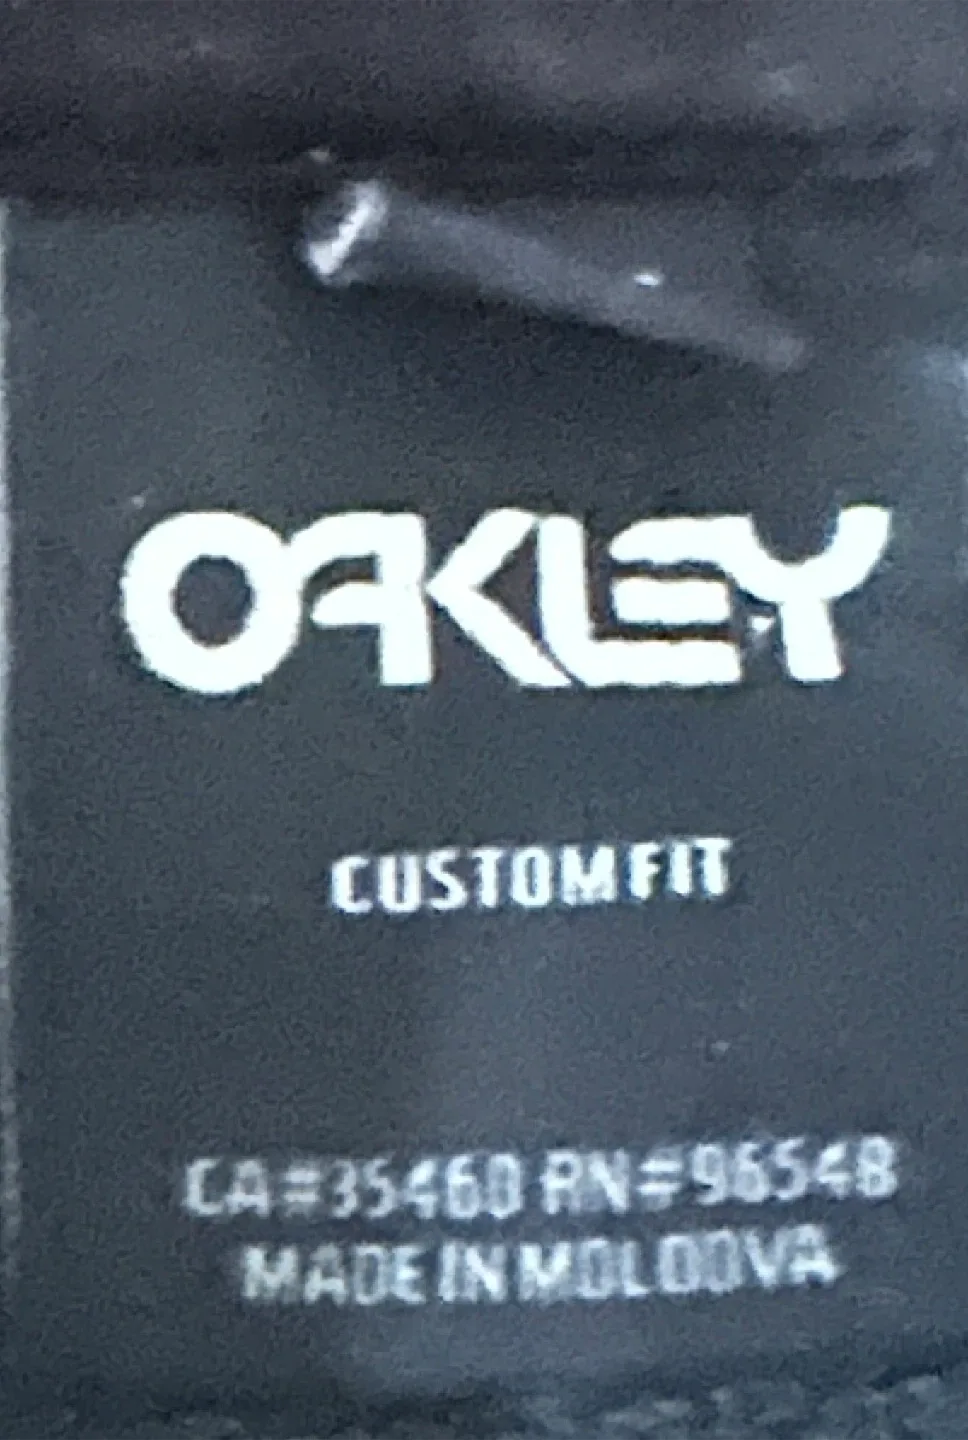 OAKLEY
CUSTOM FIT
CA#35460 RN#96548
MADE IN MOLDOVA